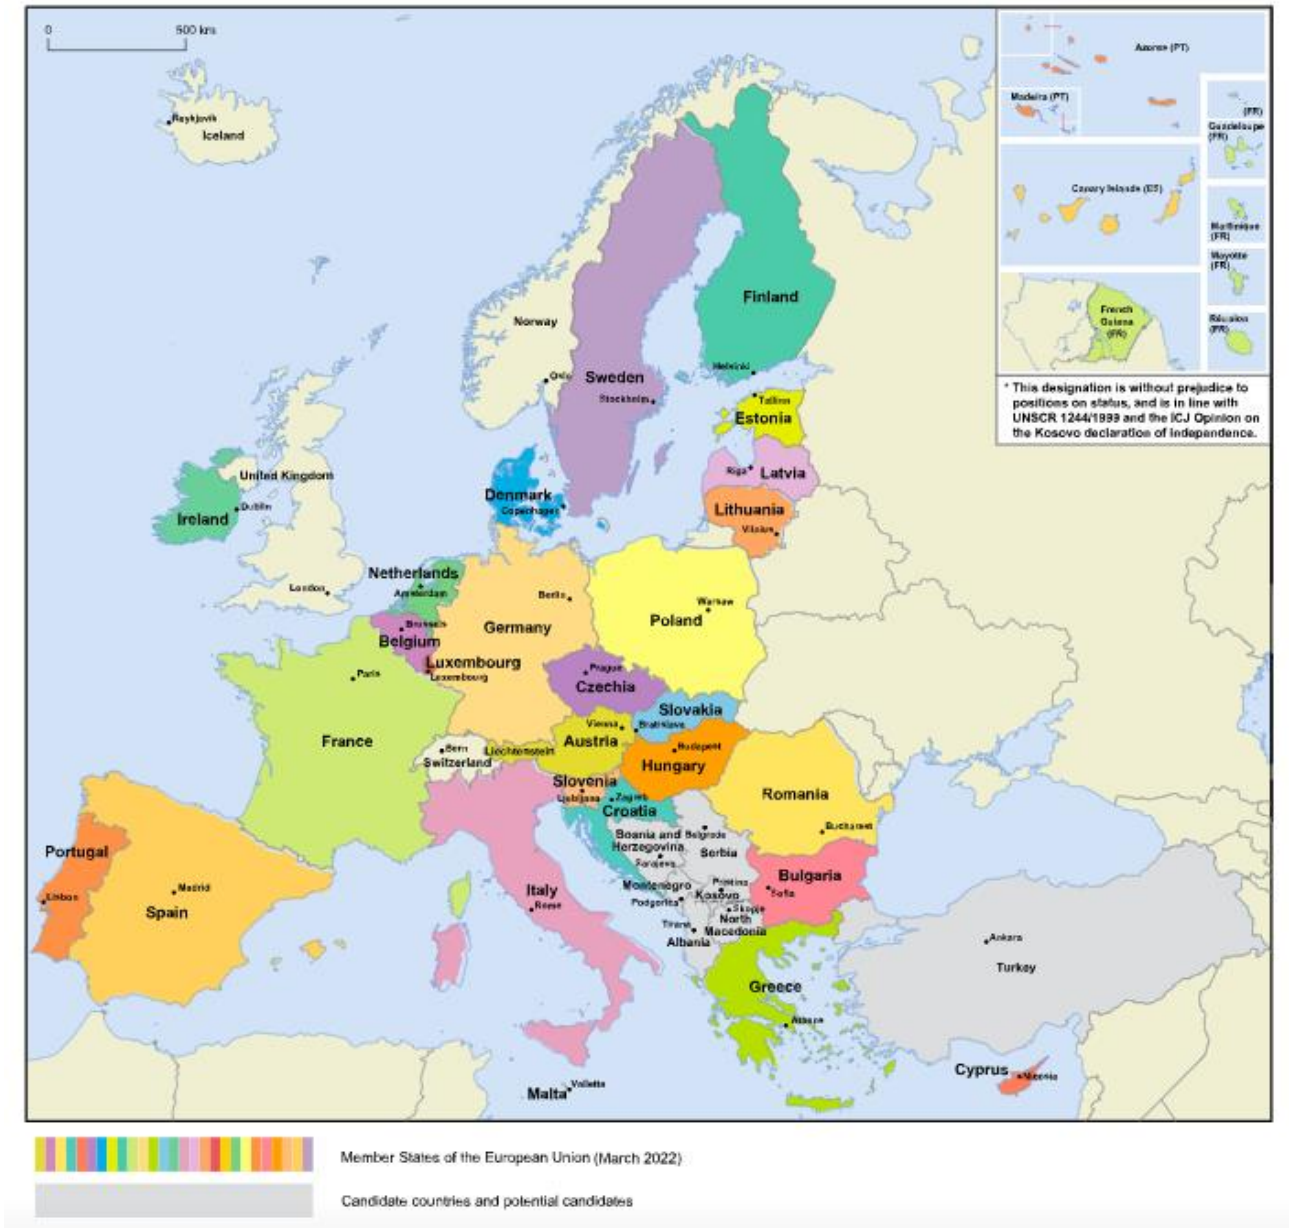 0 500 km
Azores (PT)
Reykjavik
Iceland
Madeira (PT)
(FR)
Guadeloupe
(FR)
Canary Islands (ES)
Martinique
(FR)
Mayotte
(FR)
French
Guiana
(FR)
Réunion
(FR)
* This designation is without prejudice to
positions on status, and is in line with
UNSCR 1244/1999 and the ICJ Opinion on
the Kosovo declaration of Independence.
Finland
Norway
Helsinki
Oslo
Sweden
Stockholm
Tallinn
Estonia
United Kingdom
Riga
Latvia
Denmark
Copenhagen
Dublin
Ireland
Lithuania
Vilnius
Netherlands
Amsterdam
London
Berlin
Warsaw
Poland
Brussels
Belgium
Germany
Luxembourg
Luxembourg
Paris
Prague
Czechia
Slovakia
Bratislava
Vienna
Austria
France
Bern
Switzerland
Liechtenstein
Budapest
Hungary
Slovenia
Ljubljana
Zagreb
Croatia
Romania
Bucharest
Bosnia and
Herzegovina
Sarajevo
Belgrade
Serbia
Portugal
Lisbon
Madrid
Spain
Italy
Rome
Montenegro
Podgorica
Pristina
Kosovo
Bulgaria
Sofia
Skopje
North
Macedonia
Tirana
Albania
Ankara
Turkey
Greece
Athens
Cyprus
Nicosia
Malta
Valletta
Member States of the European Union (March 2022)
Candidate countries and potential candidates